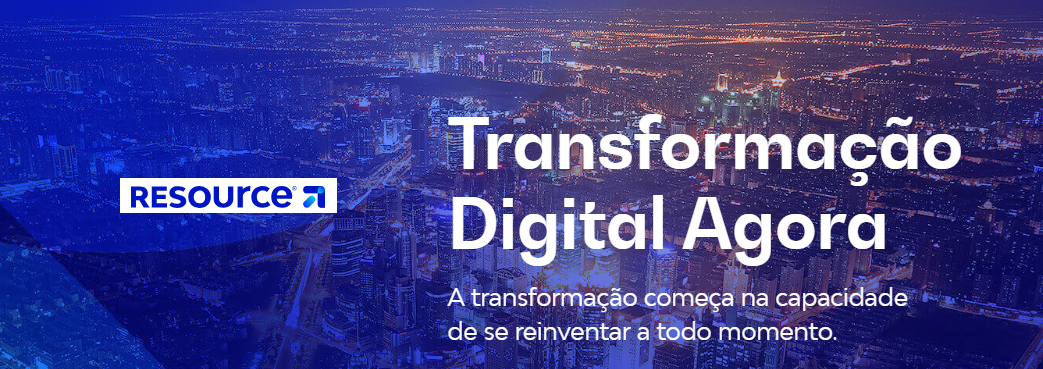 RESOURCE®
Transformação
Digital Agora
A transformação começa na capacidade
de se reinventar a todo momento.